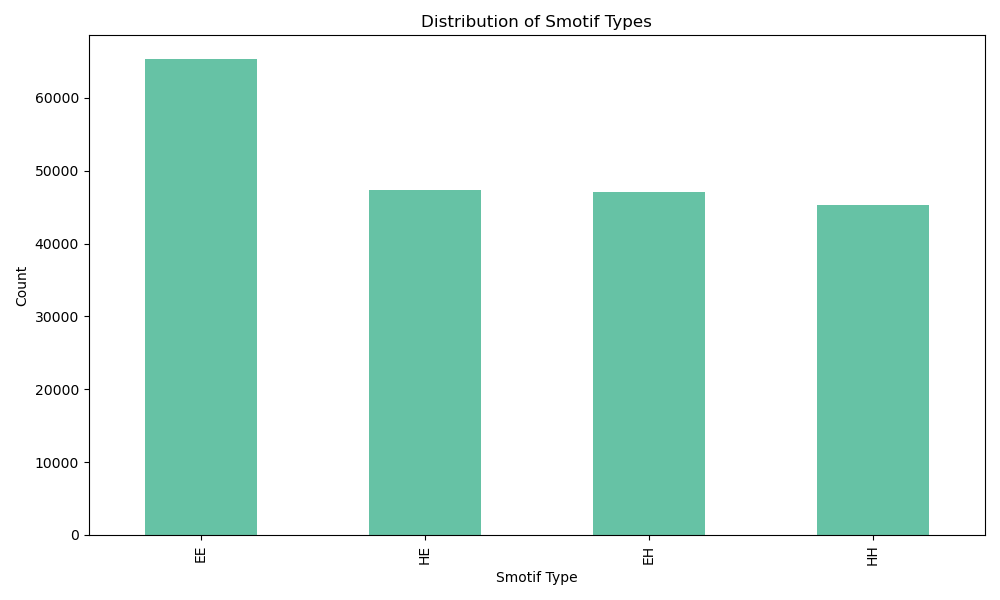 Distribution of Smotif Types
Count
60000
50000
40000
30000
20000
10000
0
EE
HE
EH
HH
Smotif Type